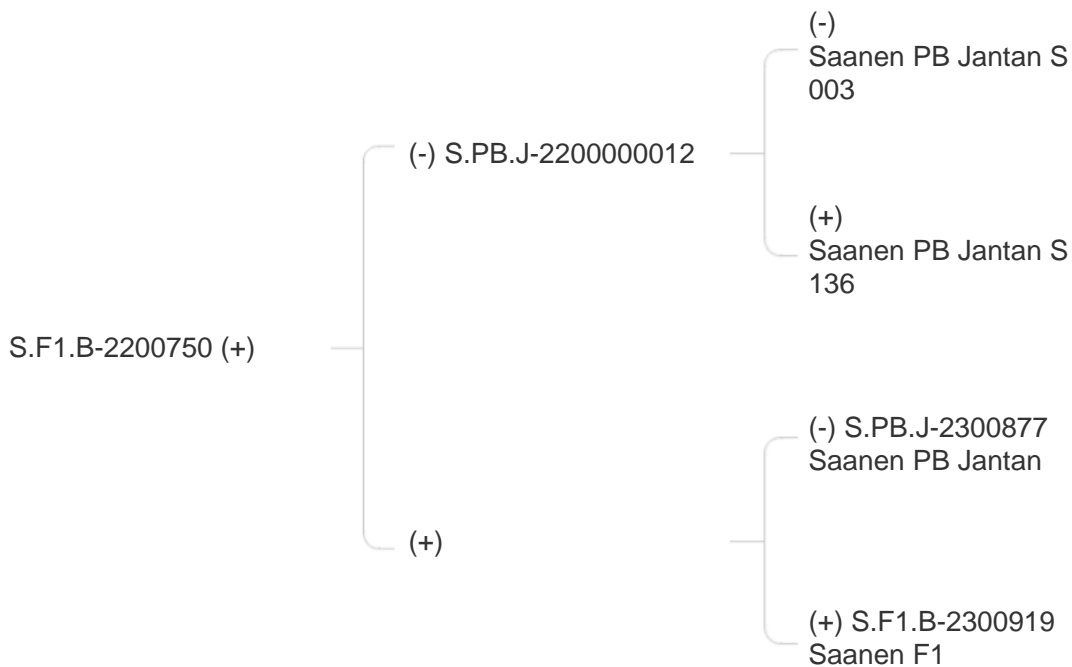 (-)
Saanen PB Jantan S
003
(-) S.PB.J-2200000012
(+)
Saanen PB Jantan S
136
S.F1.B-2200750 (+)
(-) S.PB.J-2300877
Saanen PB Jantan
(+)
(+) S.F1.B-2300919
Saanen F1